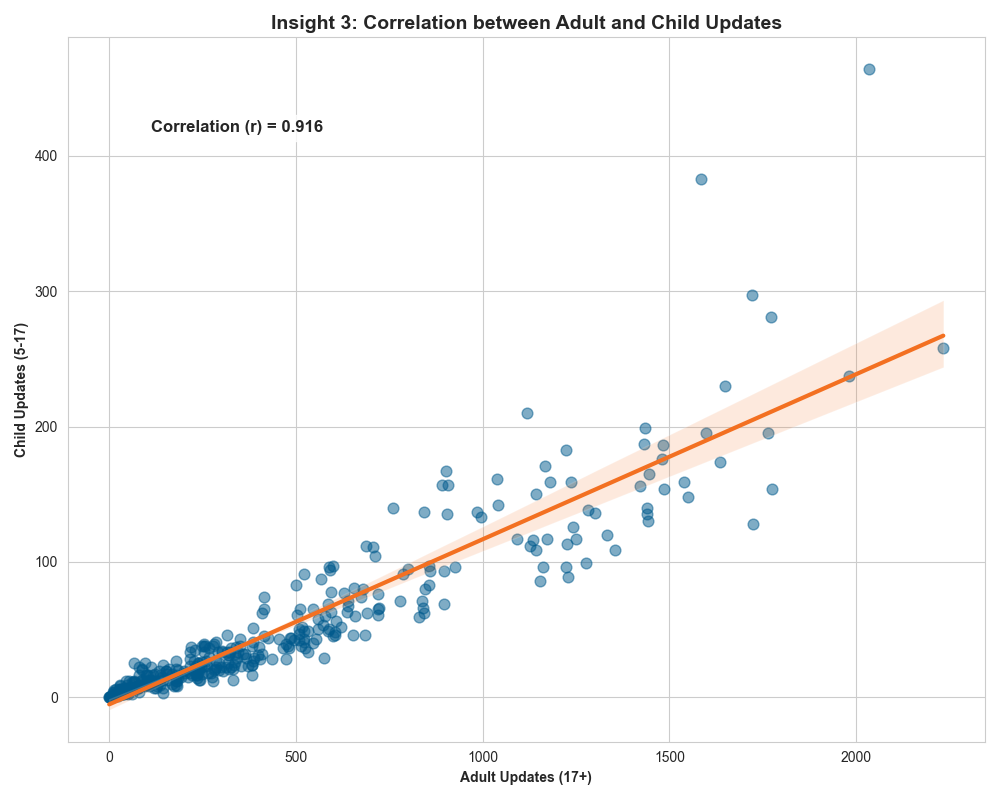 Insight 3: Correlation between Adult and Child Updates
Correlation (r) = 0.916
400
300
200
100
0
Child Updates (5-17)
0 500 1000 1500 2000
Adult Updates (17+)